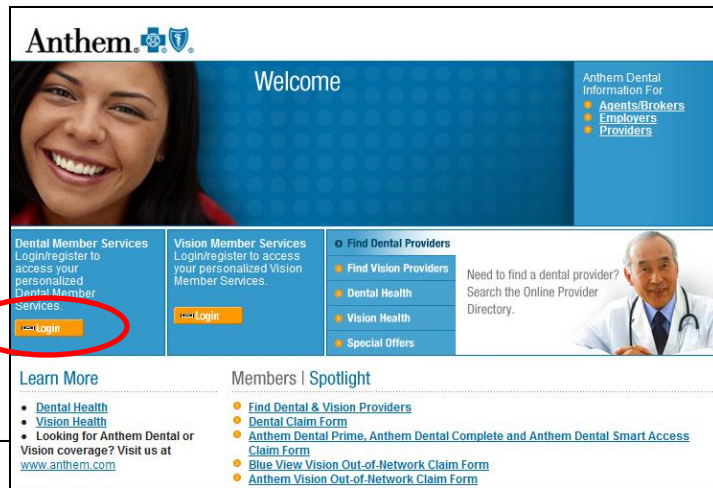 Anthem
Welcome
Anthem Dental
Information For
Agents/Brokers
Employers
Providers
Dental Member Services
Login/register to
access your
personalized
Dental Member
Services.
Login
Vision Member Services
Login/register to access
your personalized Vision
Member Services.
Login
Find Dental Providers
Find Vision Providers
Dental Health
Vision Health
Special Offers
Need to find a dental provider?
Search the Online Provider
Directory.
Learn More
• Dental Health
• Vision Health
• Looking for Anthem Dental or
Vision coverage? Visit us at
www.anthem.com
Members | Spotlight
Find Dental & Vision Providers
Dental Claim Form
Anthem Dental Prime, Anthem Dental Complete and Anthem Dental Smart Access
Claim Form
Blue View Vision Out-of-Network Claim Form
Anthem Vision Out-of-Network Claim Form